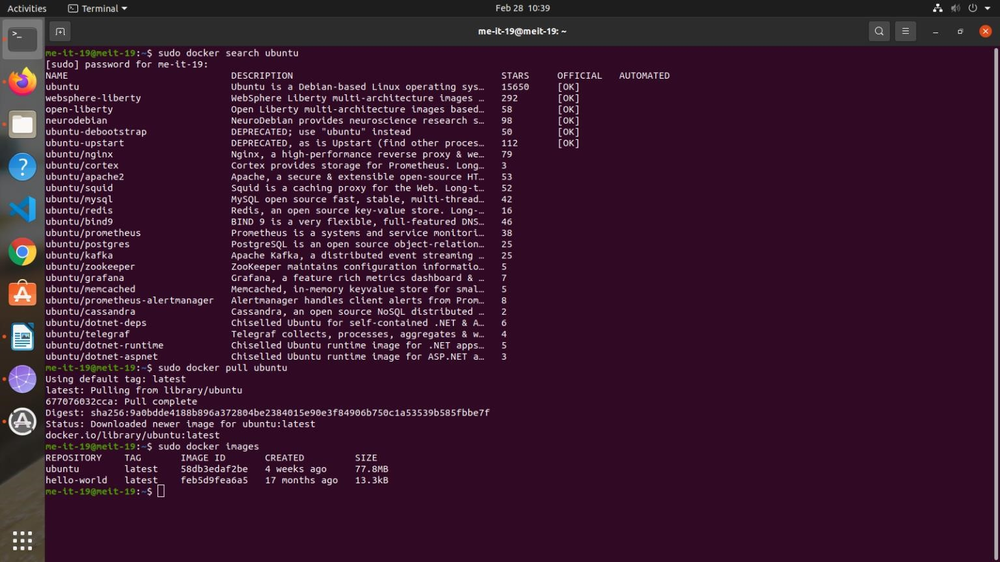 Activities Terminal Feb 28 10:39
me-it-19@meit-19: ~
me-it-19@meit-19:~$ sudo docker search ubuntu
[sudo] password for me-it-19:
NAME DESCRIPTION STARS OFFICIAL AUTOMATED
ubuntu Ubuntu is a Debian-based Linux operating sys… 15650 [OK]
websphere-liberty WebSphere Liberty multi-architecture images … 292 [OK]
open-liberty Open Liberty multi-architecture images based… 58 [OK]
neurodebian NeuroDebian provides neuroscience research s… 98 [OK]
ubuntu-debootstrap DEPRECATED; use "ubuntu" instead 50 [OK]
ubuntu-upstart DEPRECATED, as is Upstart (find other proces… 112 [OK]
ubuntu/nginx Nginx, a high-performance reverse proxy & we… 79
ubuntu/cortex Cortex provides storage for Prometheus. Long… 3
ubuntu/apache2 Apache, a secure & extensible open-source HT… 53
ubuntu/squid Squid is a caching proxy for the Web. Long-t… 52
ubuntu/mysql MySQL open source fast, stable, multi-thread… 42
ubuntu/redis Redis, an open source key-value store. Long-… 16
ubuntu/bind9 BIND 9 is a very flexible, full-featured DNS… 46
ubuntu/prometheus Prometheus is a systems and service monitori… 38
ubuntu/postgres PostgreSQL is an open source object-relation… 25
ubuntu/kafka Apache Kafka, a distributed event streaming … 25
ubuntu/zookeeper ZooKeeper maintains configuration informatio… 5
ubuntu/grafana Grafana, a feature rich metrics dashboard & … 7
ubuntu/memcached Memcached, in-memory keyvalue store for smal… 5
ubuntu/prometheus-alertmanager Alertmanager handles client alerts from Prom… 8
ubuntu/cassandra Cassandra, an open source NoSQL distributed … 2
ubuntu/dotnet-deps Chiselled Ubuntu for self-contained .NET & A… 6
ubuntu/telegraf Telegraf collects, processes, aggregates & w… 4
ubuntu/dotnet-runtime Chiselled Ubuntu runtime image for .NET apps… 5
ubuntu/dotnet-aspnet Chiselled Ubuntu runtime image for ASP.NET a… 3
me-it-19@meit-19:~$ sudo docker pull ubuntu
Using default tag: latest
latest: Pulling from library/ubuntu
677076032cca: Pull complete
Digest: sha256:9a0bdde4188b896a372804be2384015e90e3f84906b750c1a53539b585fbbe7f
Status: Downloaded newer image for ubuntu:latest
docker.io/library/ubuntu:latest
me-it-19@meit-19:~$ sudo docker images
REPOSITORY TAG IMAGE ID CREATED SIZE
ubuntu latest 58db3edaf2be 4 weeks ago 77.8MB
hello-world latest feb5d9fea6a5 17 months ago 13.3kB
me-it-19@meit-19:~$